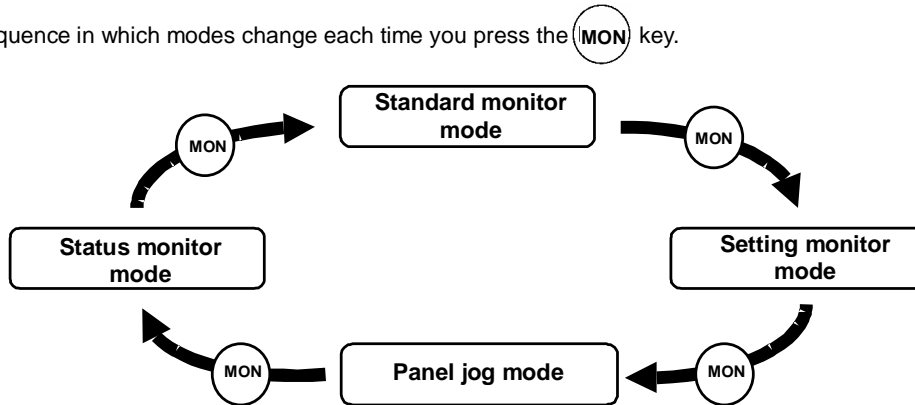 quence in which modes change each time you press the MON key.
Standard monitor
mode
MON
MON
Status monitor
mode
Setting monitor
mode
MON
Panel jog mode
MON